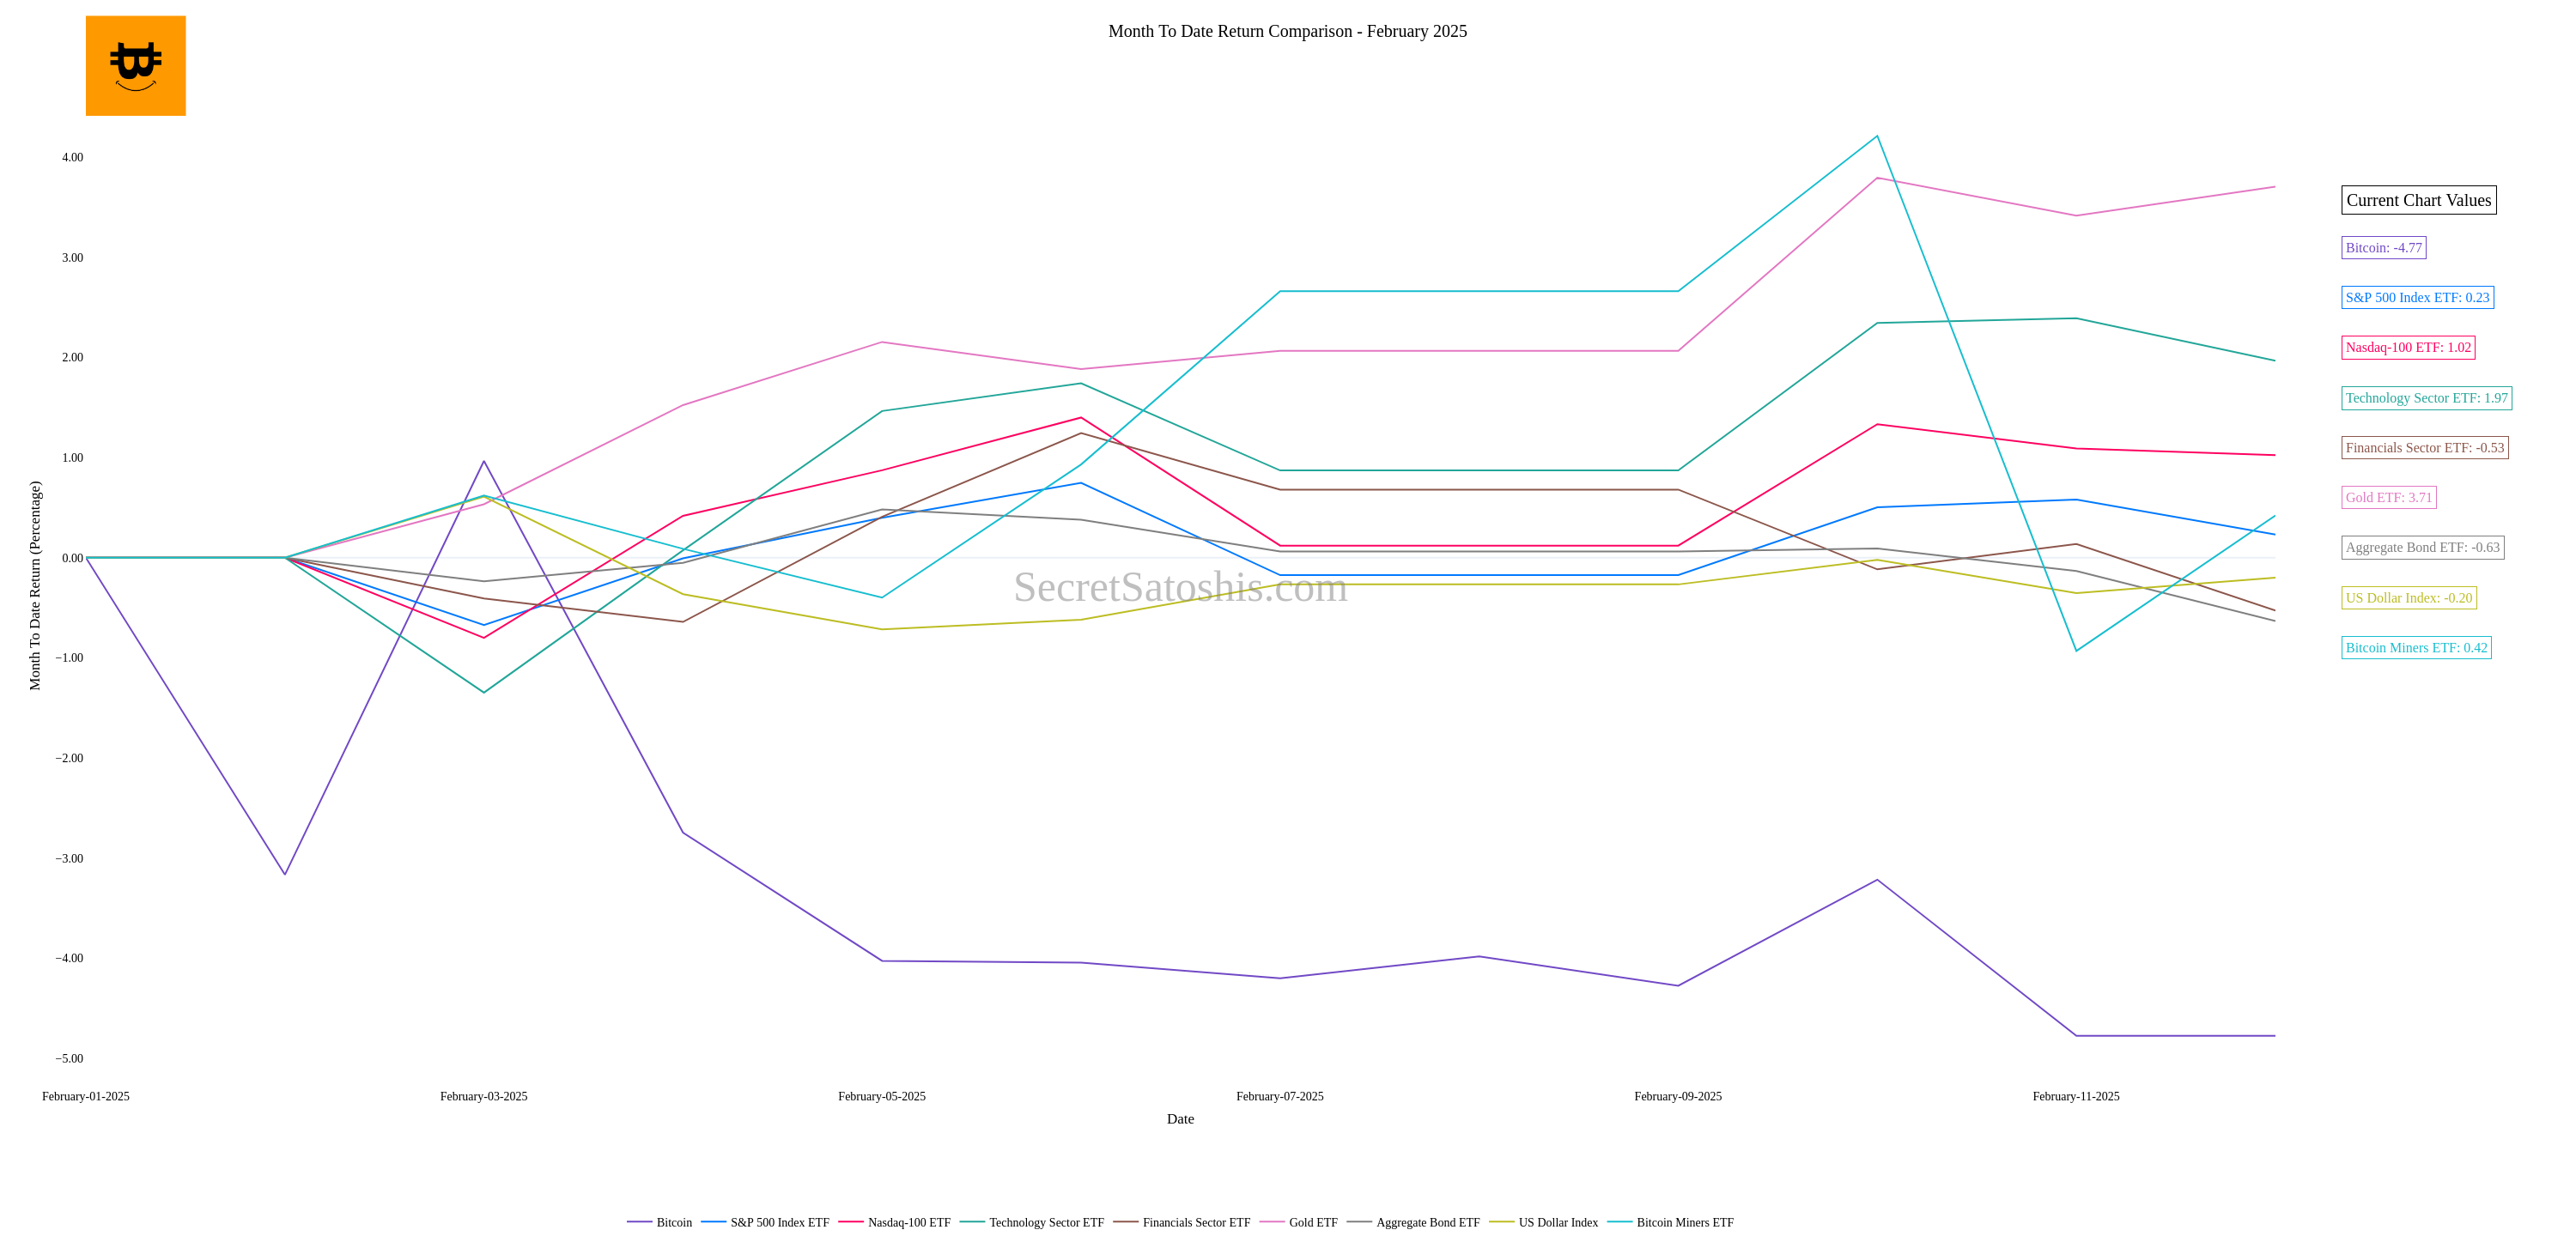 Month To Date Return Comparison - February 2025
4.00
3.00
2.00
1.00
0.00
−1.00
−2.00
−3.00
−4.00
−5.00
Month To Date Return (Percentage)
SecretSatoshis.com
February-01-2025
February-03-2025
February-05-2025
February-07-2025
February-09-2025
February-11-2025
Date
Current Chart Values
Bitcoin: -4.77
S&P 500 Index ETF: 0.23
Nasdaq-100 ETF: 1.02
Technology Sector ETF: 1.97
Financials Sector ETF: -0.53
Gold ETF: 3.71
Aggregate Bond ETF: -0.63
US Dollar Index: -0.20
Bitcoin Miners ETF: 0.42
Bitcoin S&P 500 Index ETF Nasdaq-100 ETF Technology Sector ETF Financials Sector ETF Gold ETF Aggregate Bond ETF US Dollar Index Bitcoin Miners ETF